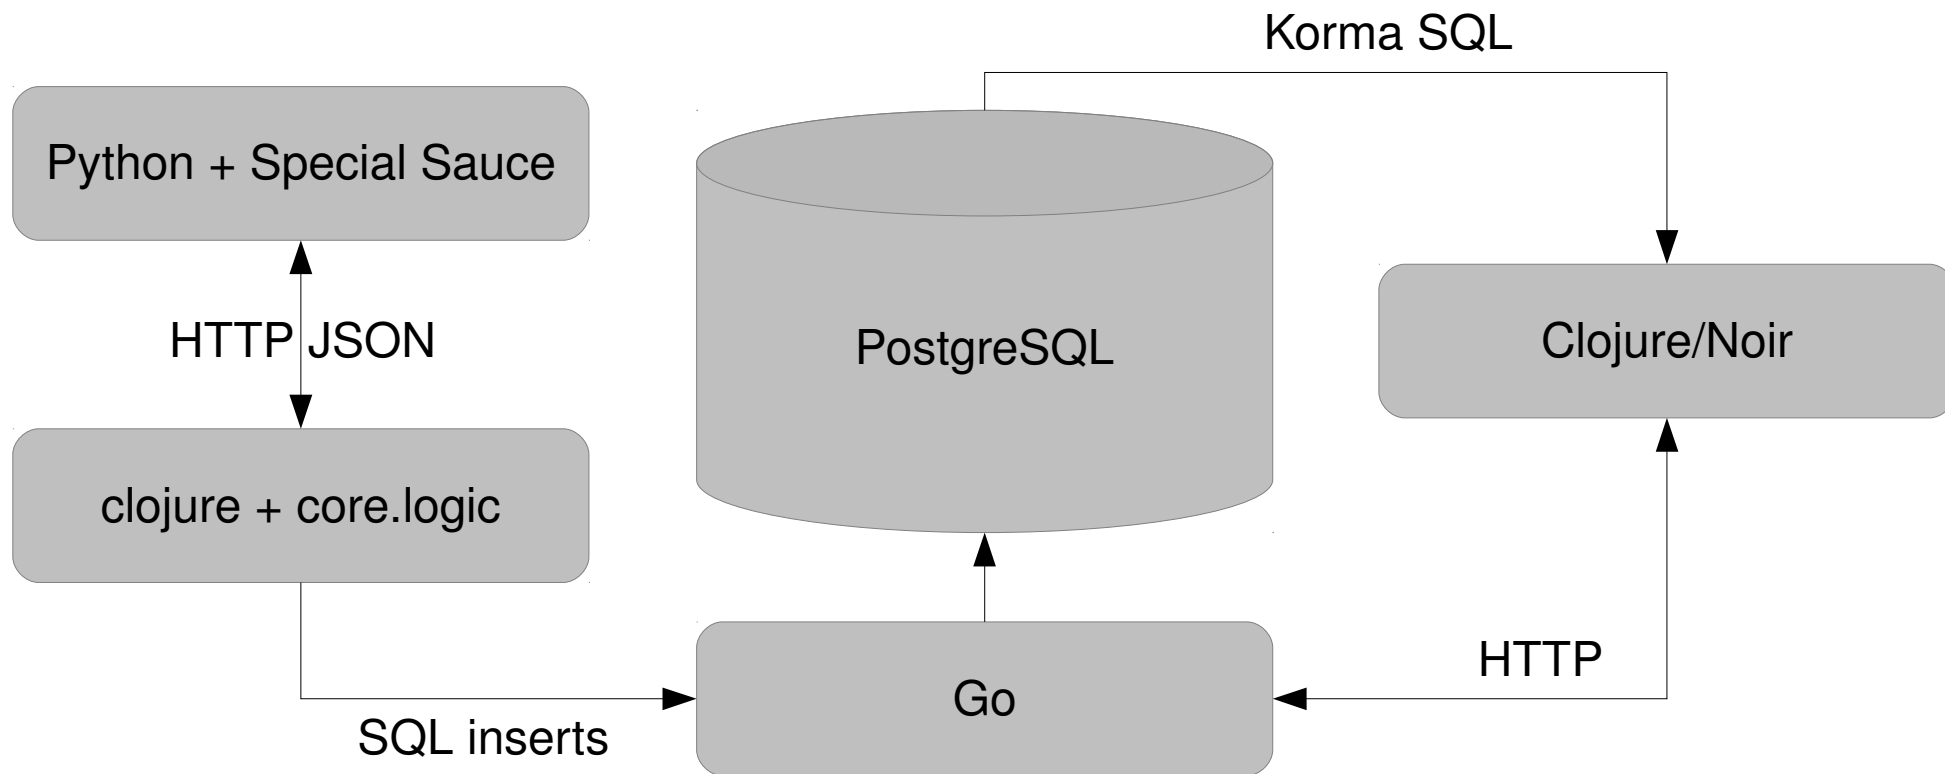 Korma SQL
Python + Special Sauce
PostgreSQL
Clojure/Noir
HTTP JSON
clojure + core.logic
SQL inserts
Go
HTTP